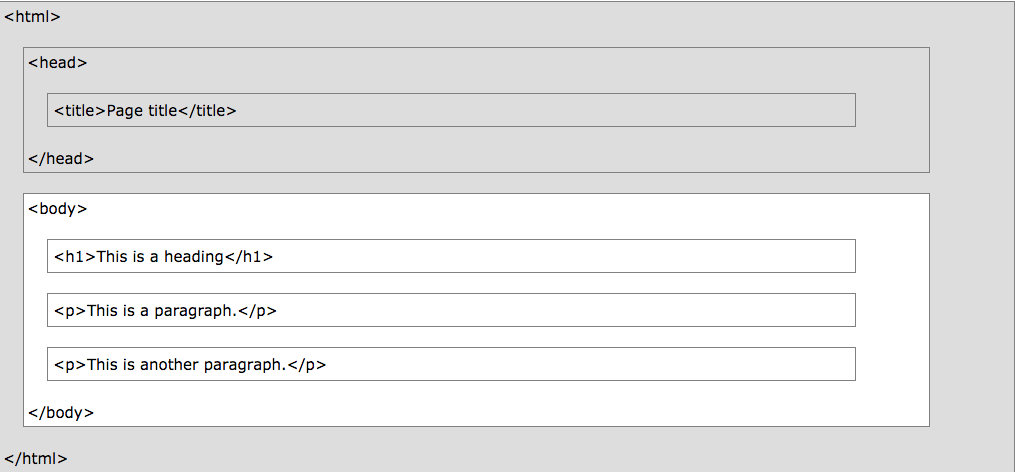 <html>
<head>
<title>Page title</title>
</head>
<body>
<h1>This is a heading</h1>
<p>This is a paragraph.</p>
<p>This is another paragraph.</p>
</body>
</html>